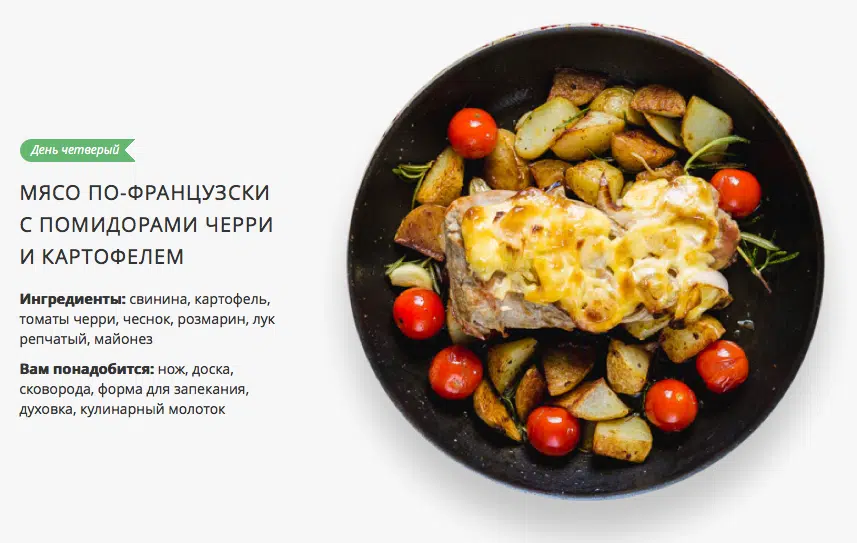 День четверый
МЯСО ПО-ФРАНЦУЗСКИ
С ПОМИДОРАМИ ЧЕРРИ
И КАРТОФЕЛЕМ
Ингредиенты: свинина, картофель,
томаты черри, чеснок, розмарин, лук
репчатый, майонез
Вам понадобится: нож, доска,
сковорода, форма для запекания,
духовка, кулинарный молоток